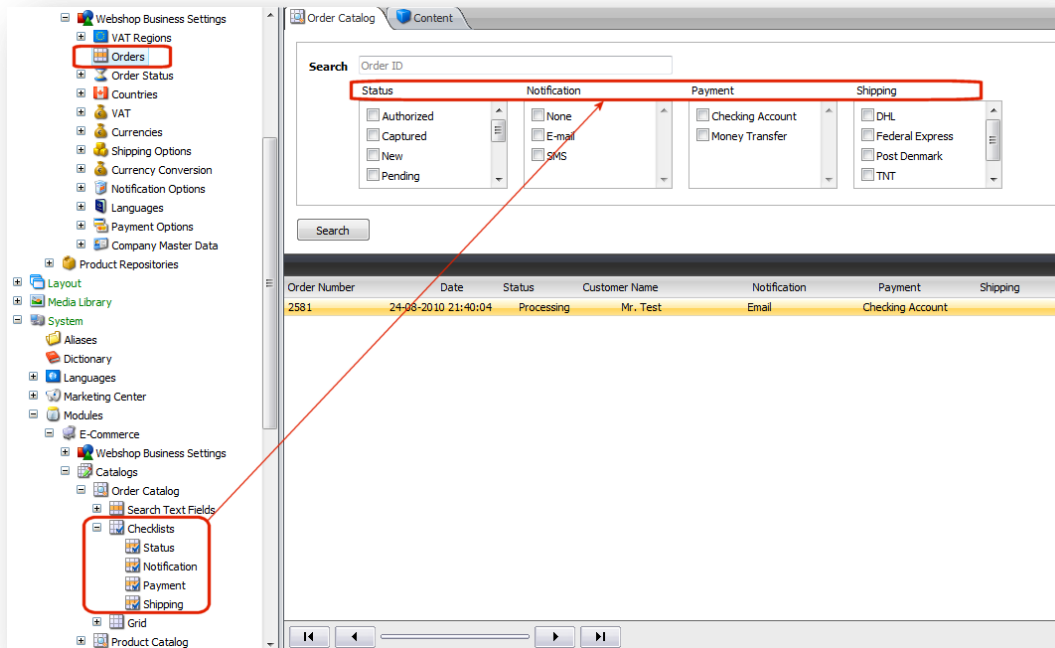 Webshop Business Settings
VAT Regions
Orders
Order Status
Countries
VAT
Currencies
Shipping Options
Currency Conversion
Notification Options
Languages
Payment Options
Company Master Data
Product Repositories
Layout
Media Library
System
Aliases
Dictionary
Languages
Marketing Center
Modules
E-Commerce
Webshop Business Settings
Catalogs
Order Catalog
Search Text Fields
Checklists
Status
Notification
Payment
Shipping
Grid
Product Catalog
Order Catalog Content
Search Order ID
Status Notification Payment Shipping
Authorized None Checking Account DHL
Captured E-mail Money Transfer Federal Express
New SMS Post Denmark
Pending TNT
Search
Order Number Date Status Customer Name Notification Payment Shipping
2581 24-08-2010 21:40:04 Processing Mr. Test Email Checking Account